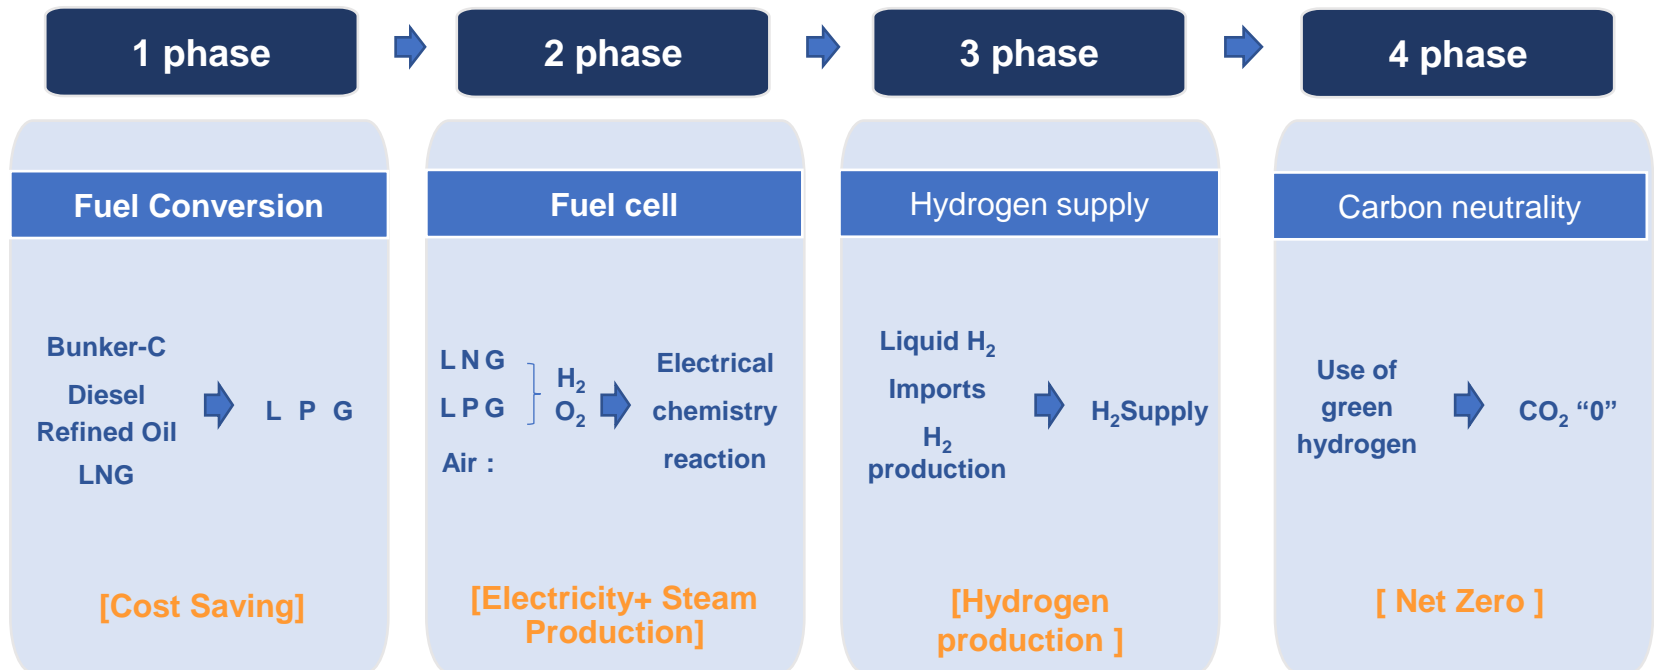 1 phase
2 phase
3 phase
4 phase
Fuel Conversion
Bunker-C
Diesel
Refined Oil
LNG
L P G
[Cost Saving]
Fuel cell
LNG
LPG
Air :
H₂
O₂
Electrical
chemistry
reaction
[Electricity+ Steam
Production]
Hydrogen supply
Liquid H₂
Imports
H₂
production
H₂Supply
[Hydrogen
production ]
Carbon neutrality
Use of
green
hydrogen
CO₂ “0”
[ Net Zero ]